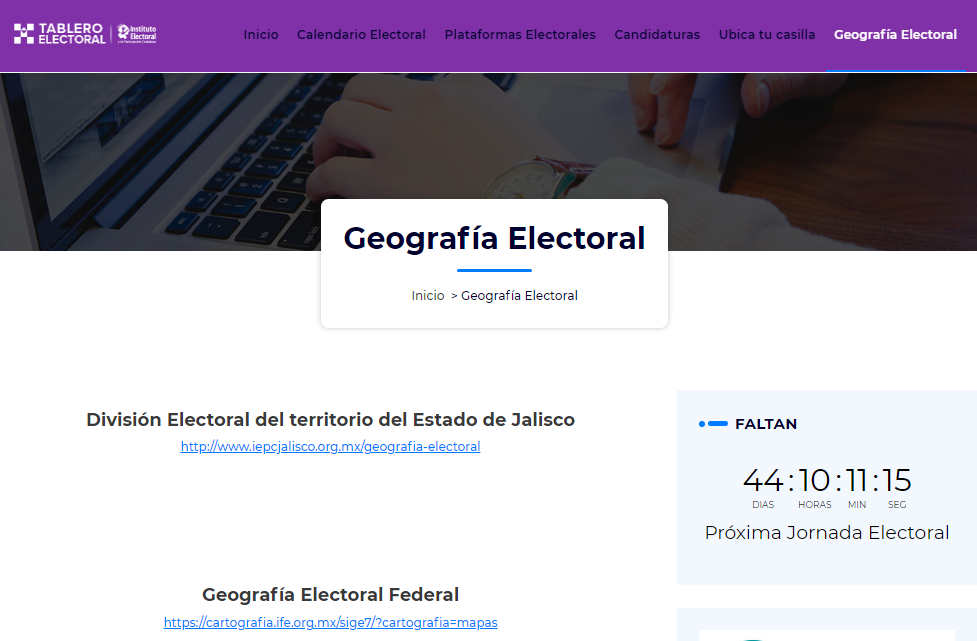 TABLERO
ELECTORAL
Instituto
Electoral
Inicio
Calendario Electoral
Plataformas Electorales
Candidaturas
Ubica tu casilla
Geografía Electoral
Geografía Electoral
Inicio > Geografía Electoral
División Electoral del territorio del Estado de Jalisco
http://www.iepcjalisco.org.mx/geografia-electoral
Geografía Electoral Federal
https://cartografia.ife.org.mx/sige7/?cartografia=mapas
FALTAN
44:10:11:15
DIAS HORAS MIN SEG
Próxima Jornada Electoral